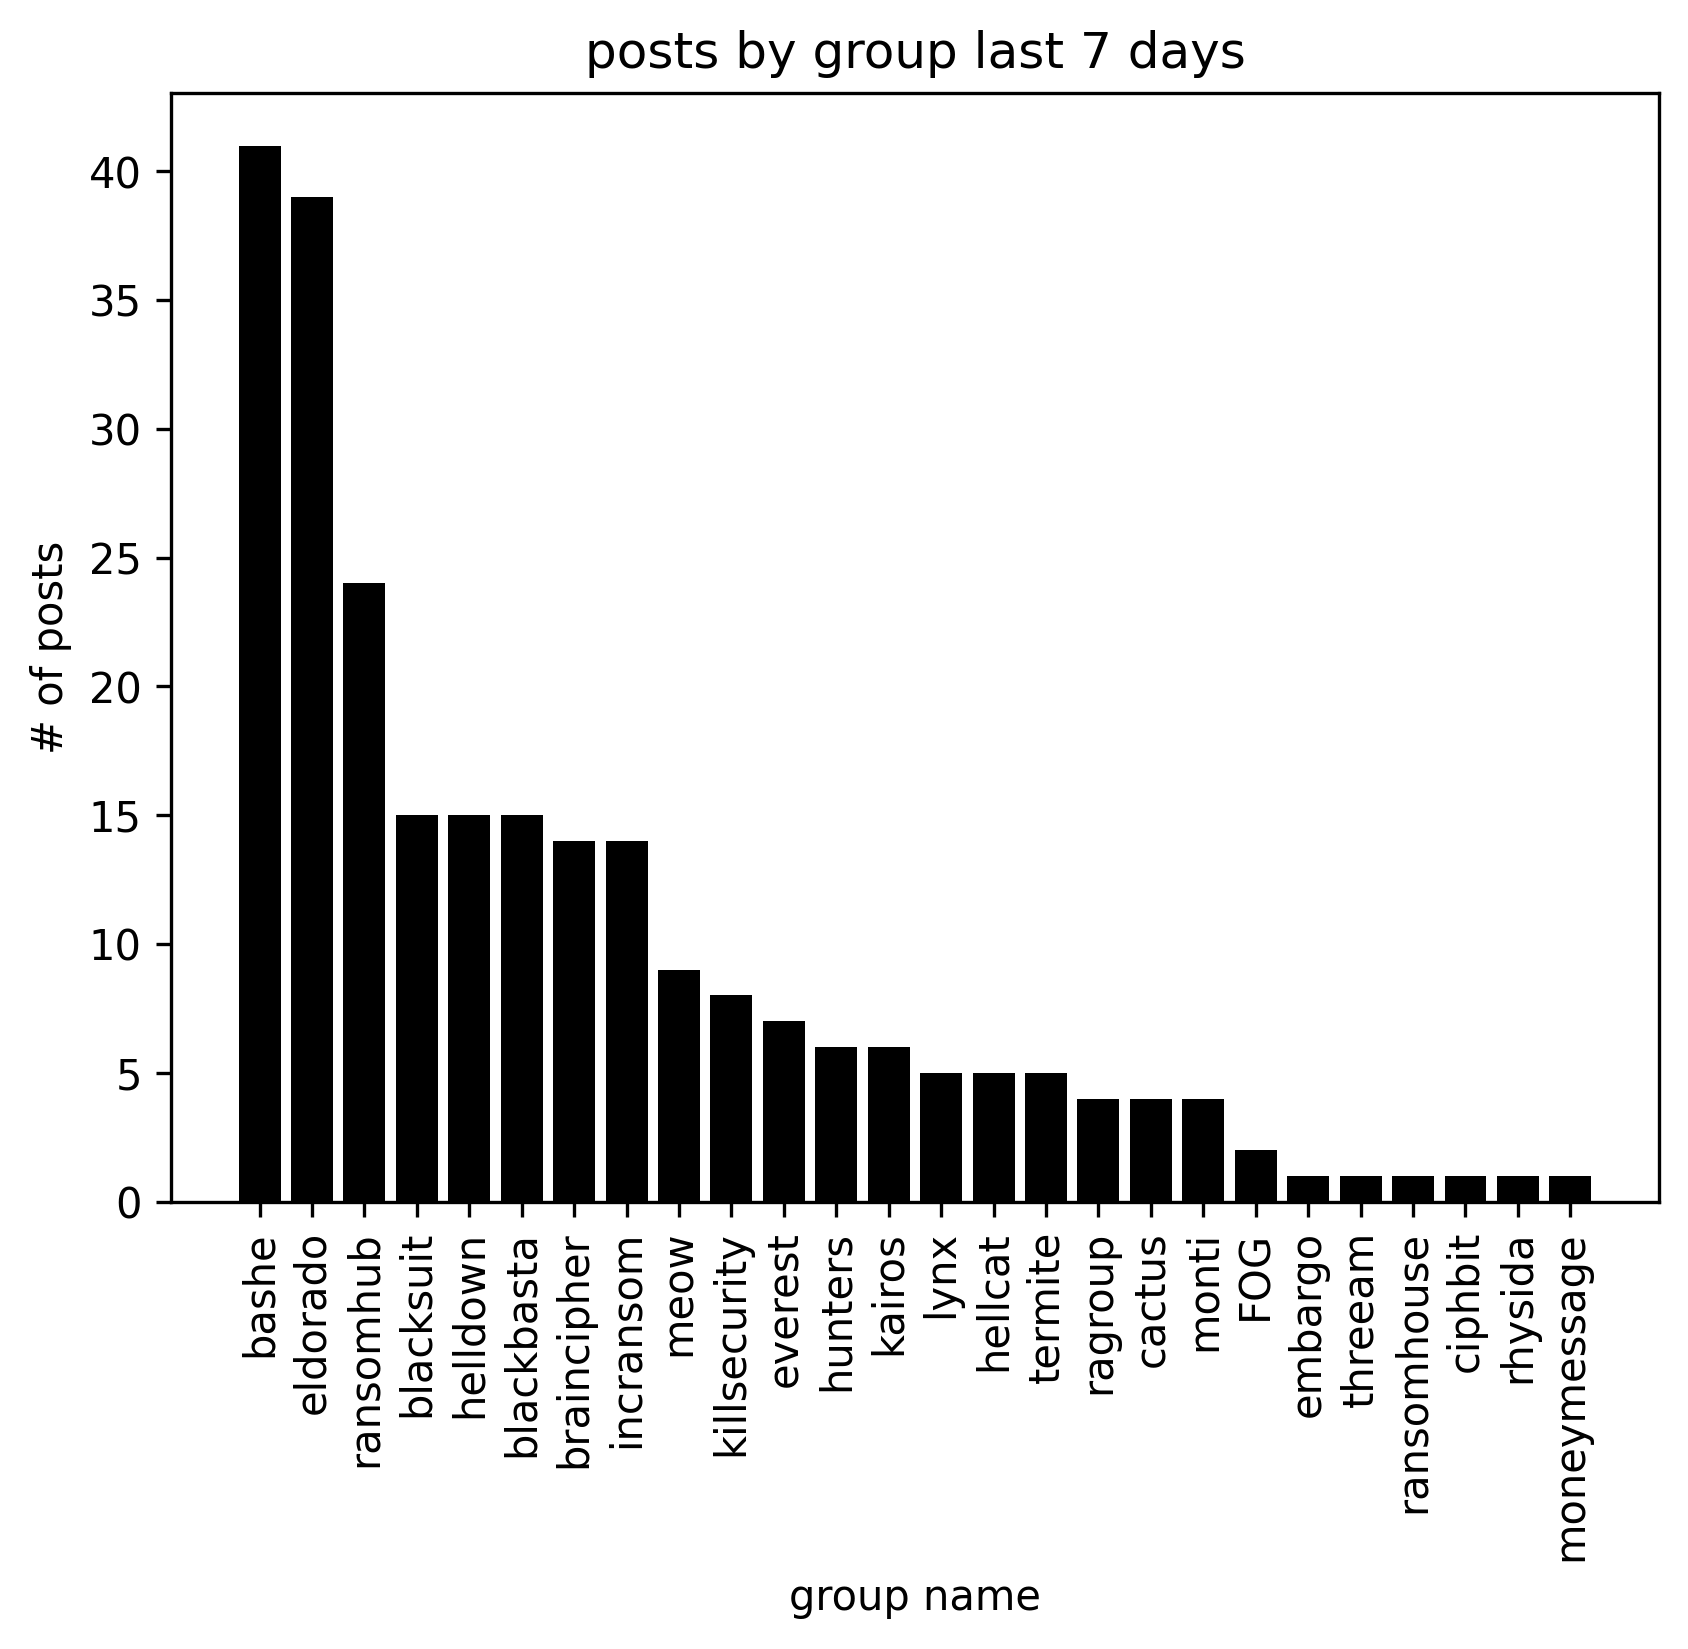 posts by group last 7 days
# of posts
40
35
30
25
20
15
10
5
0
bashe
eldorado
ransomhub
blacksuit
helldown
blackbasta
braincipher
incransom
meow
killsecurity
everest
hunters
kairos
lynx
hellcat
termite
ragroup
cactus
monti
FOG
embargo
threeam
ransomhouse
ciphbit
rhysida
moneymessage
group name